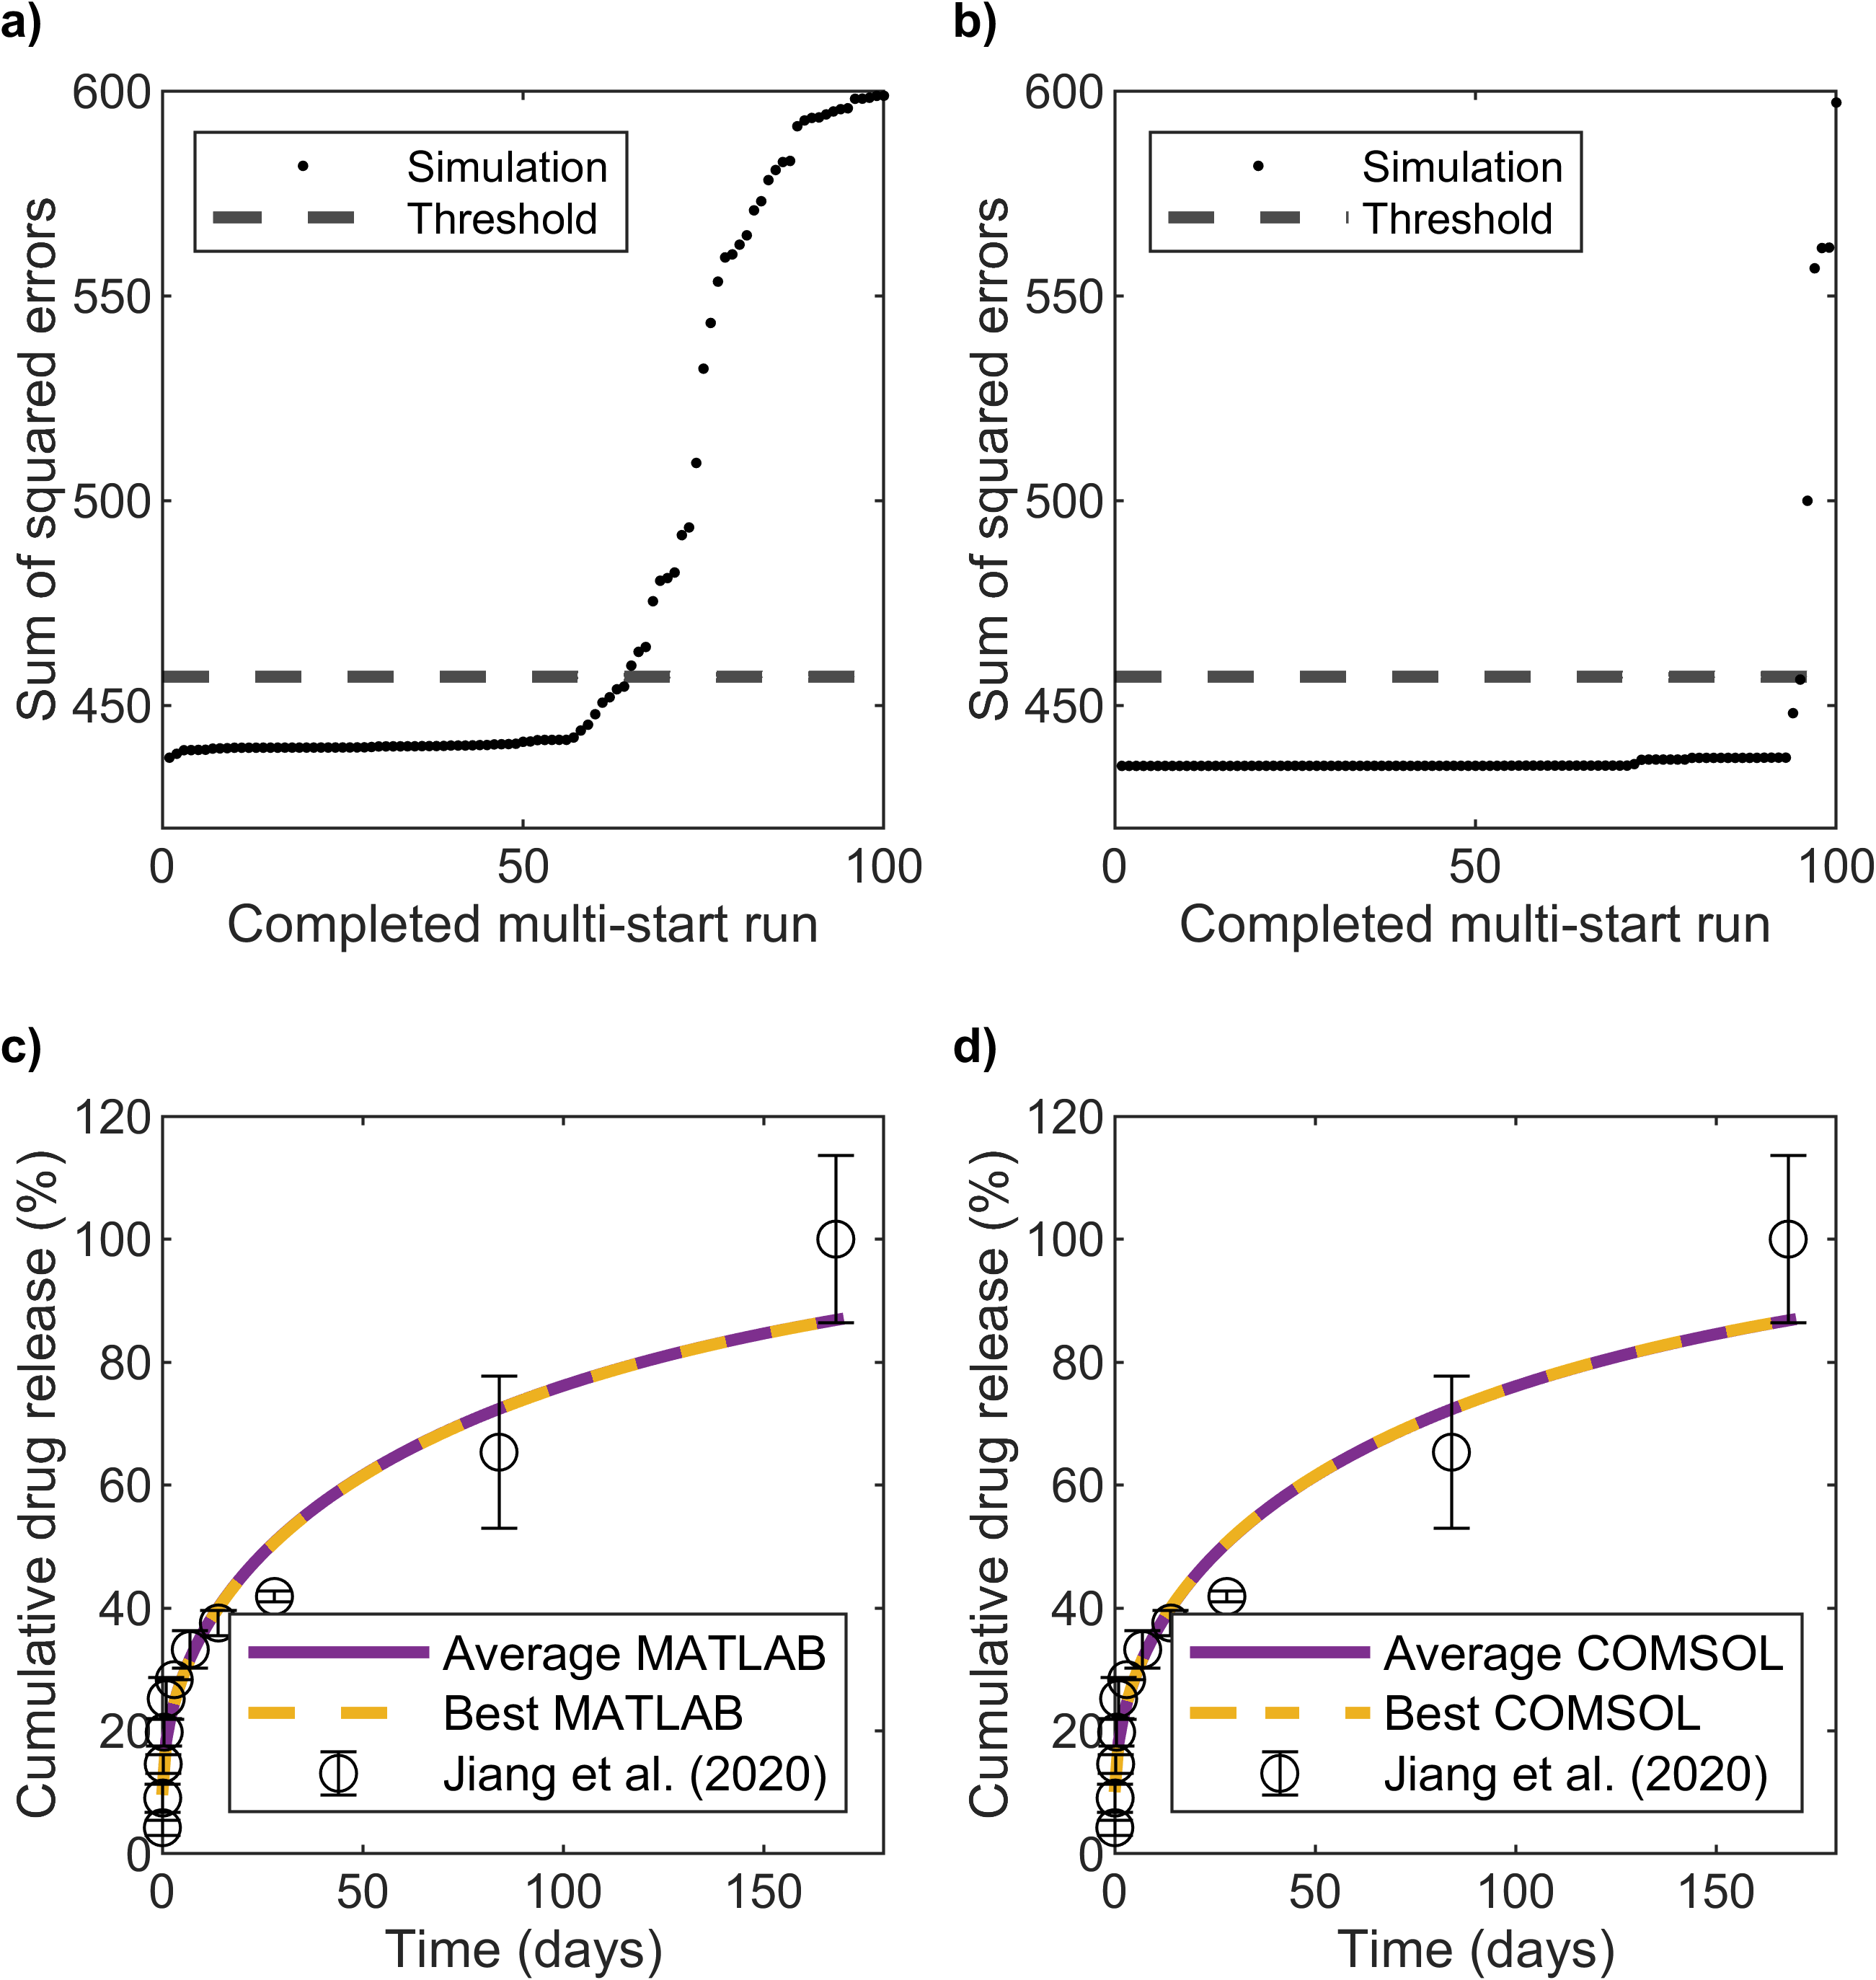 a)
600
550
500
450
Sum of squared errors
Simulation
Threshold
0 50 100
Completed multi-start run
b)
600
550
500
450
Sum of squared errors
Simulation
Threshold
0 50 100
Completed multi-start run
c)
120
100
80
60
40
20
0
Cumulative drug release (%)
Average MATLAB
Best MATLAB
Jiang et al. (2020)
0 50 100 150
Time (days)
d)
120
100
80
60
40
20
0
Cumulative drug release (%)
Average COMSOL
Best COMSOL
Jiang et al. (2020)
0 50 100 150
Time (days)